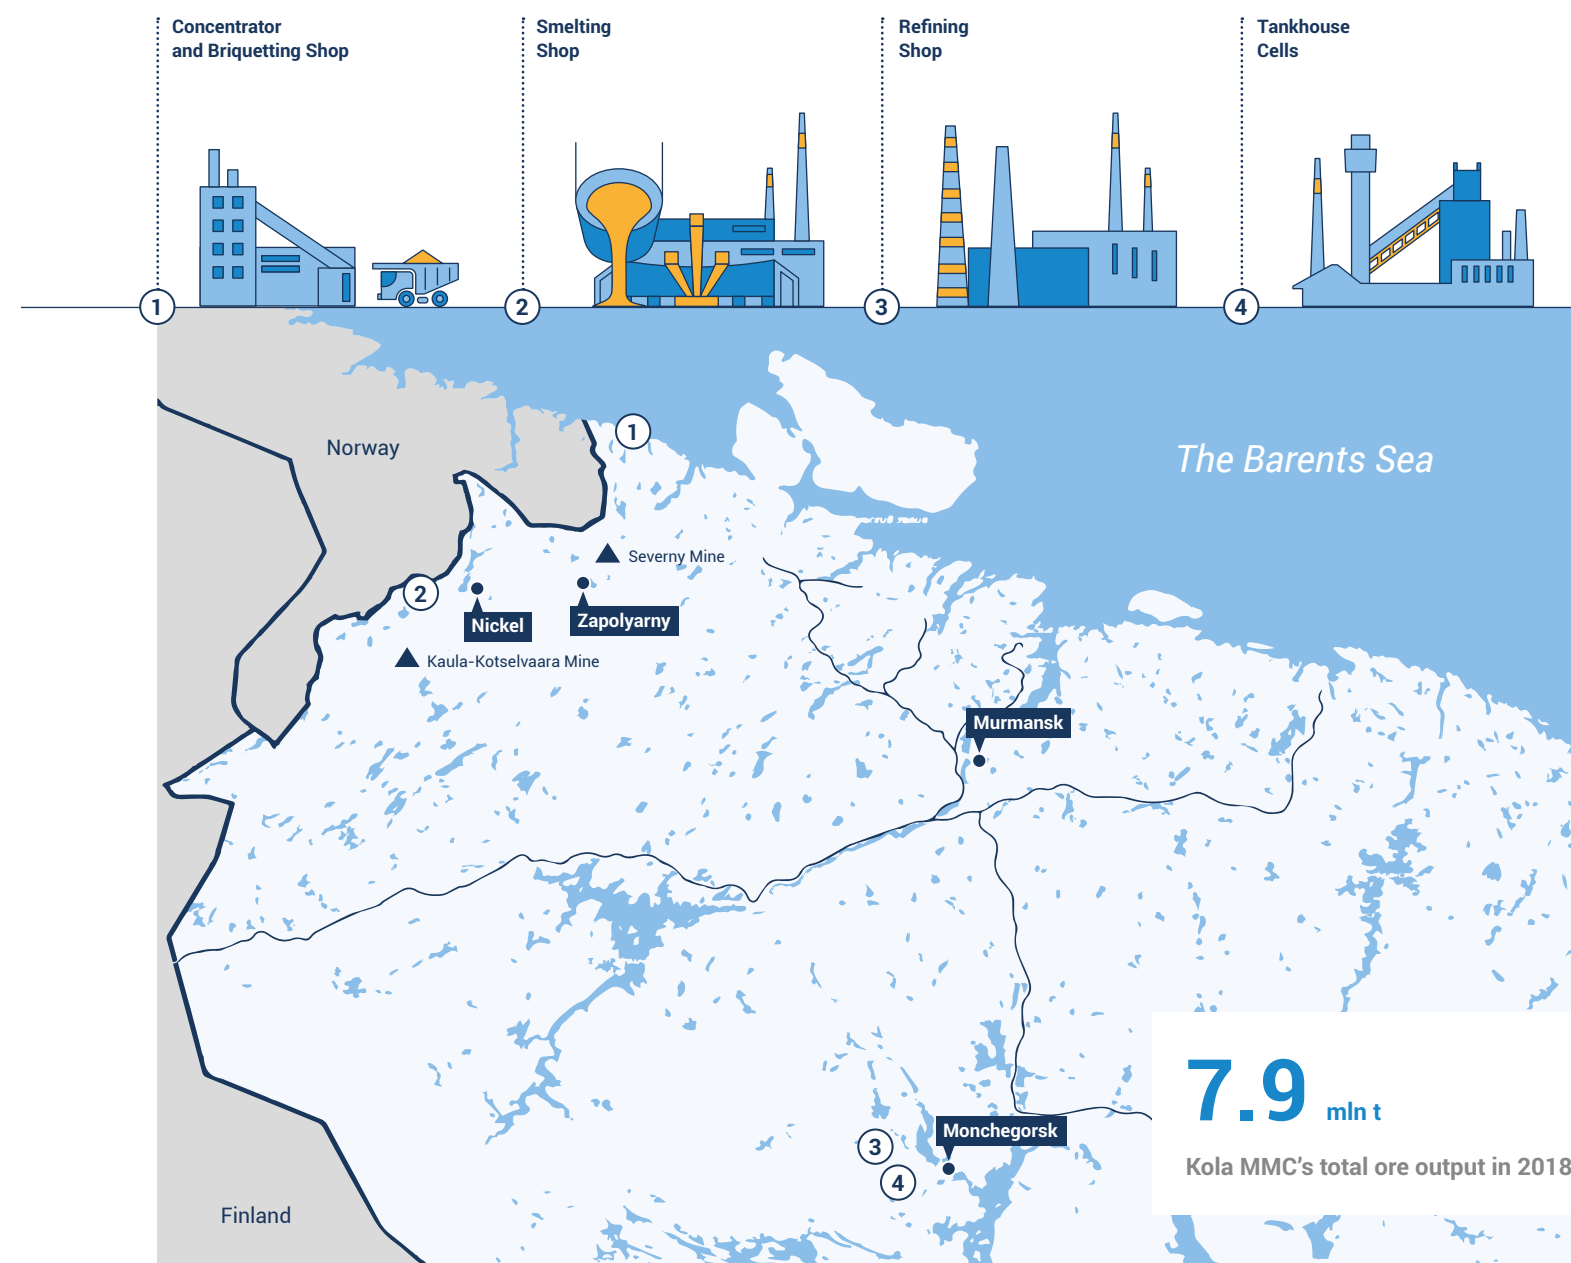 Concentrator
and Briquetting Shop
Smelting
Shop
Refining
Shop
Tankhouse
Cells
1
2
3
4
Norway
1
The Barents Sea
Severny Mine
2
Nickel
Zapolyarny
Kaula-Kotselvaara Mine
Murmansk
7.9 mln t
Kola MMC’s total ore output in 2018
Monchegorsk
3
4
Finland